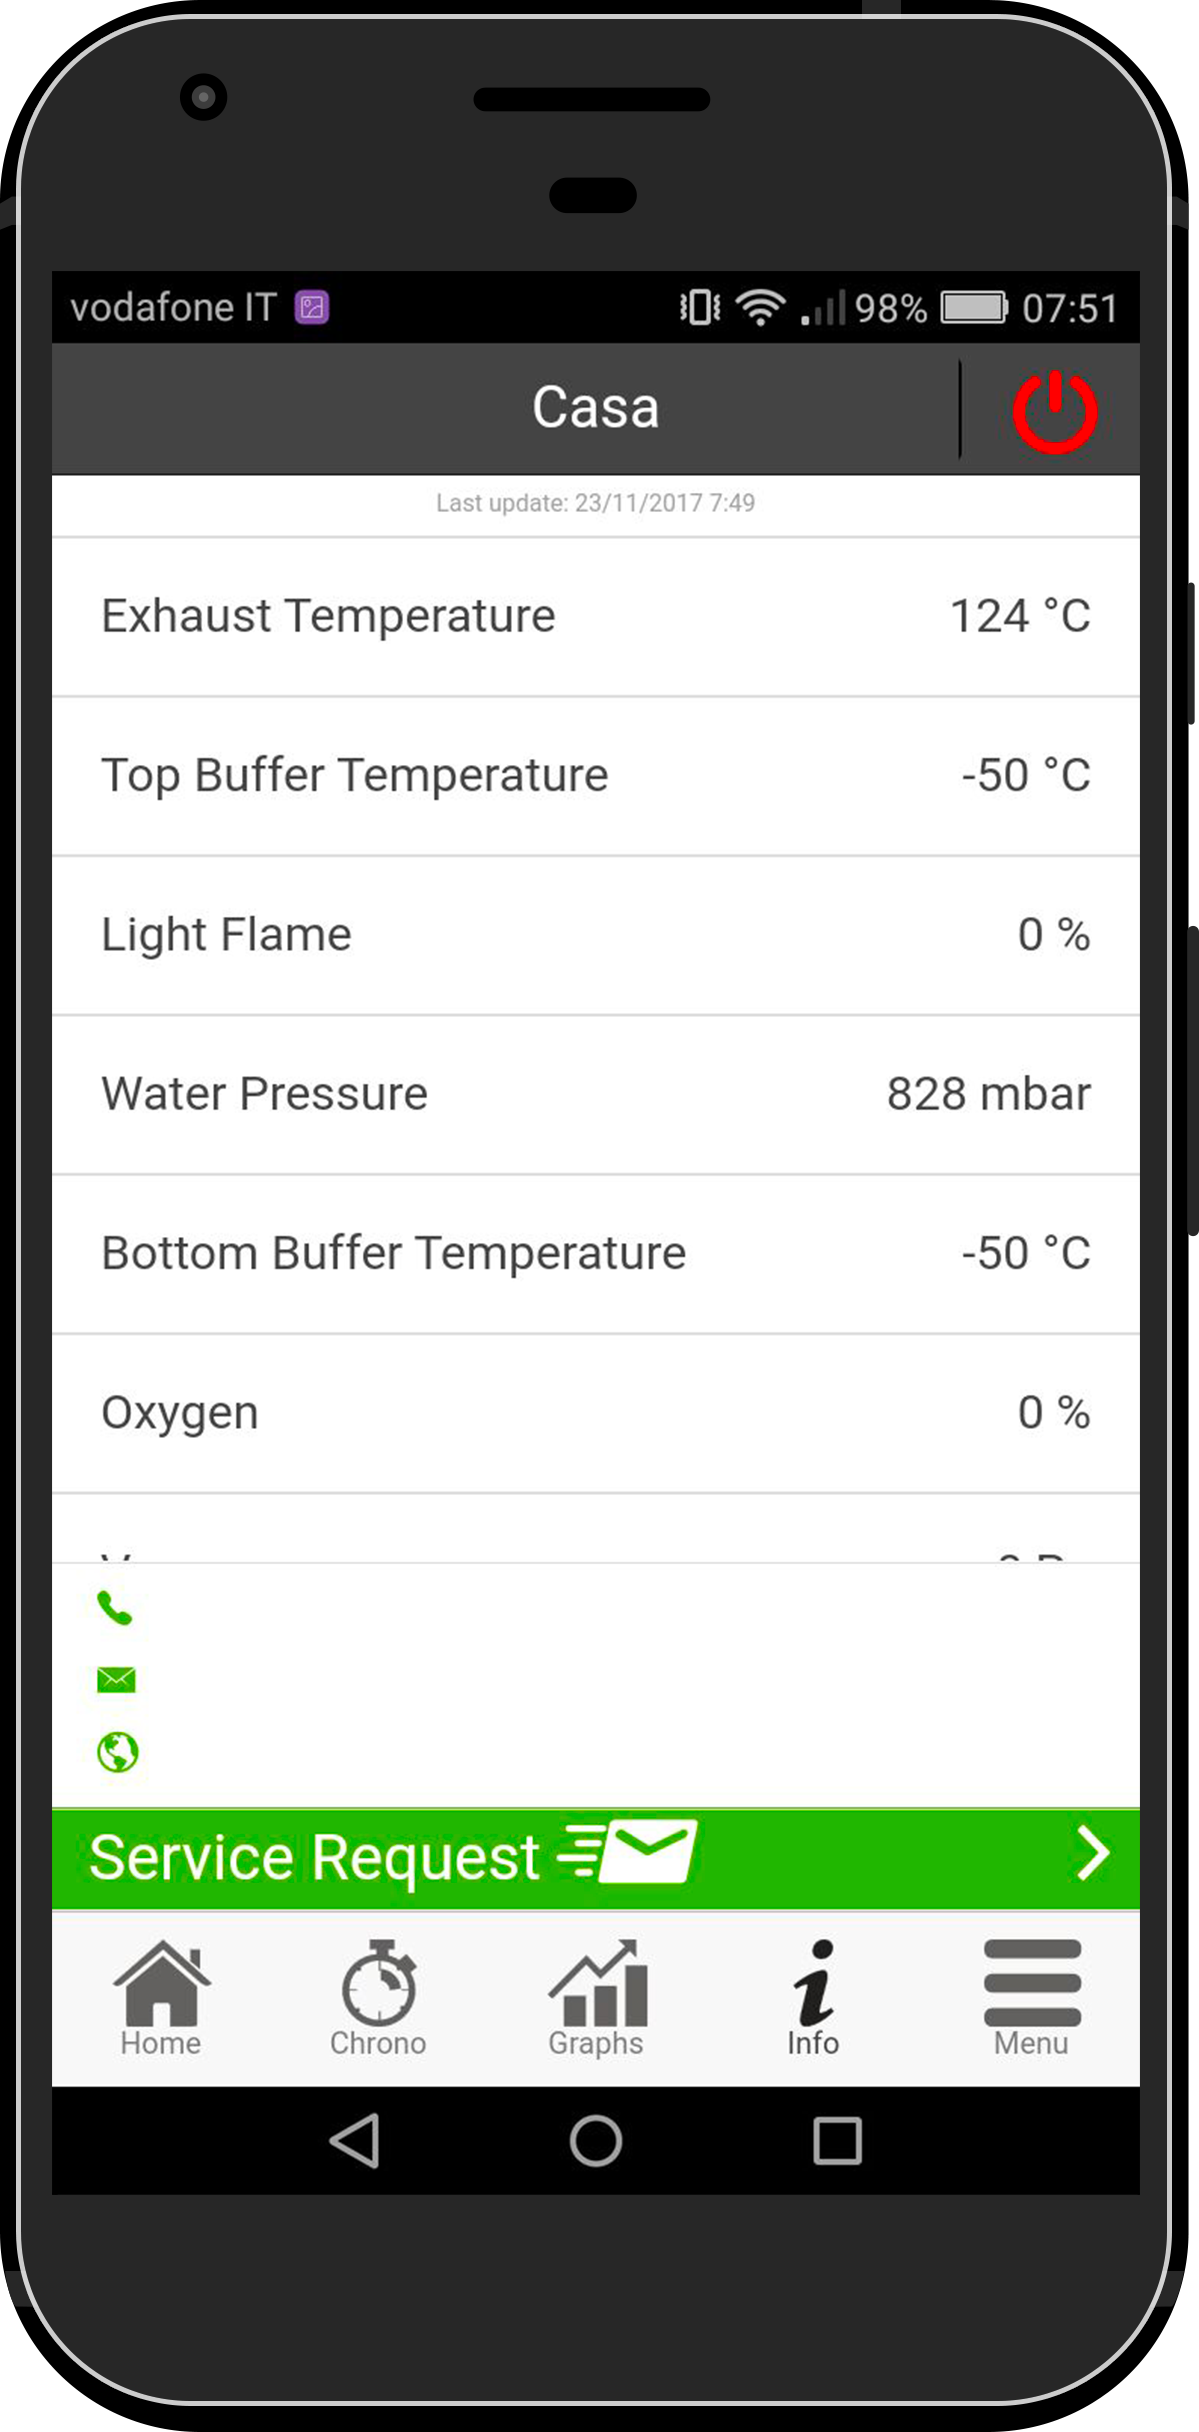 vodafone IT 98% 07:51
Casa
Last update: 23/11/2017 7:49
Exhaust Temperature 124 °C
Top Buffer Temperature -50 °C
Light Flame 0 %
Water Pressure 828 mbar
Bottom Buffer Temperature -50 °C
Oxygen 0 %
Service Request
Home Chrono Graphs Info Menu